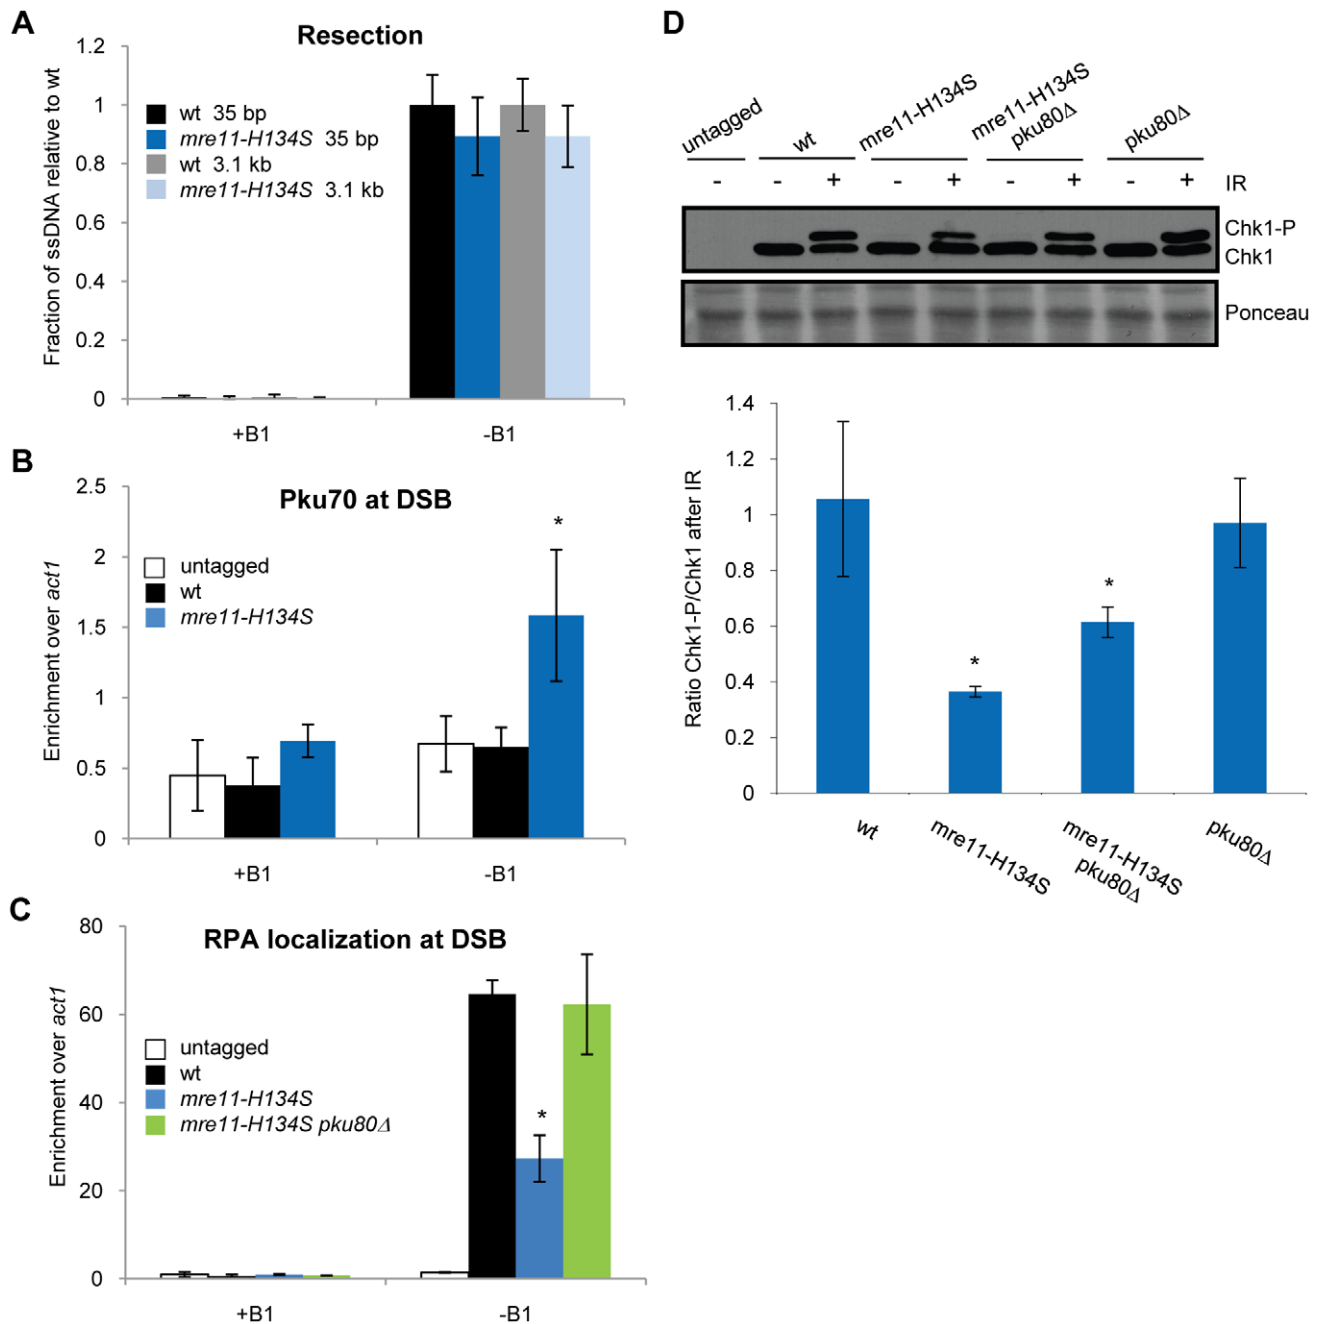 A
Resection
Fraction of ssDNA relative to wt
1.2
1
0.8
0.6
0.4
0.2
0
wt 35 bp
mre11-H134S 35 bp
wt 3.1 kb
mre11-H134S 3.1 kb
+B1
-B1
B
Pku70 at DSB
Enrichment over act1
2.5
2
1.5
1
0.5
0
untagged
wt
mre11-H134S
*
+B1
-B1
C
RPA localization at DSB
Enrichment over act1
80
60
40
20
0
untagged
wt
mre11-H134S
mre11-H134S pku80Δ
*
+B1
-B1
D
untagged
wt
mre11-H134S
mre11-H134S
pku80Δ
pku80Δ
- - + - + - + - + IR
Chk1-P
Chk1
Ponceau
Ratio Chk1-P/Chk1 after IR
1.4
1.2
1
0.8
0.6
0.4
0.2
0
*
*
wt
mre11-H134S
mre11-H134S
pku80Δ
pku80Δ